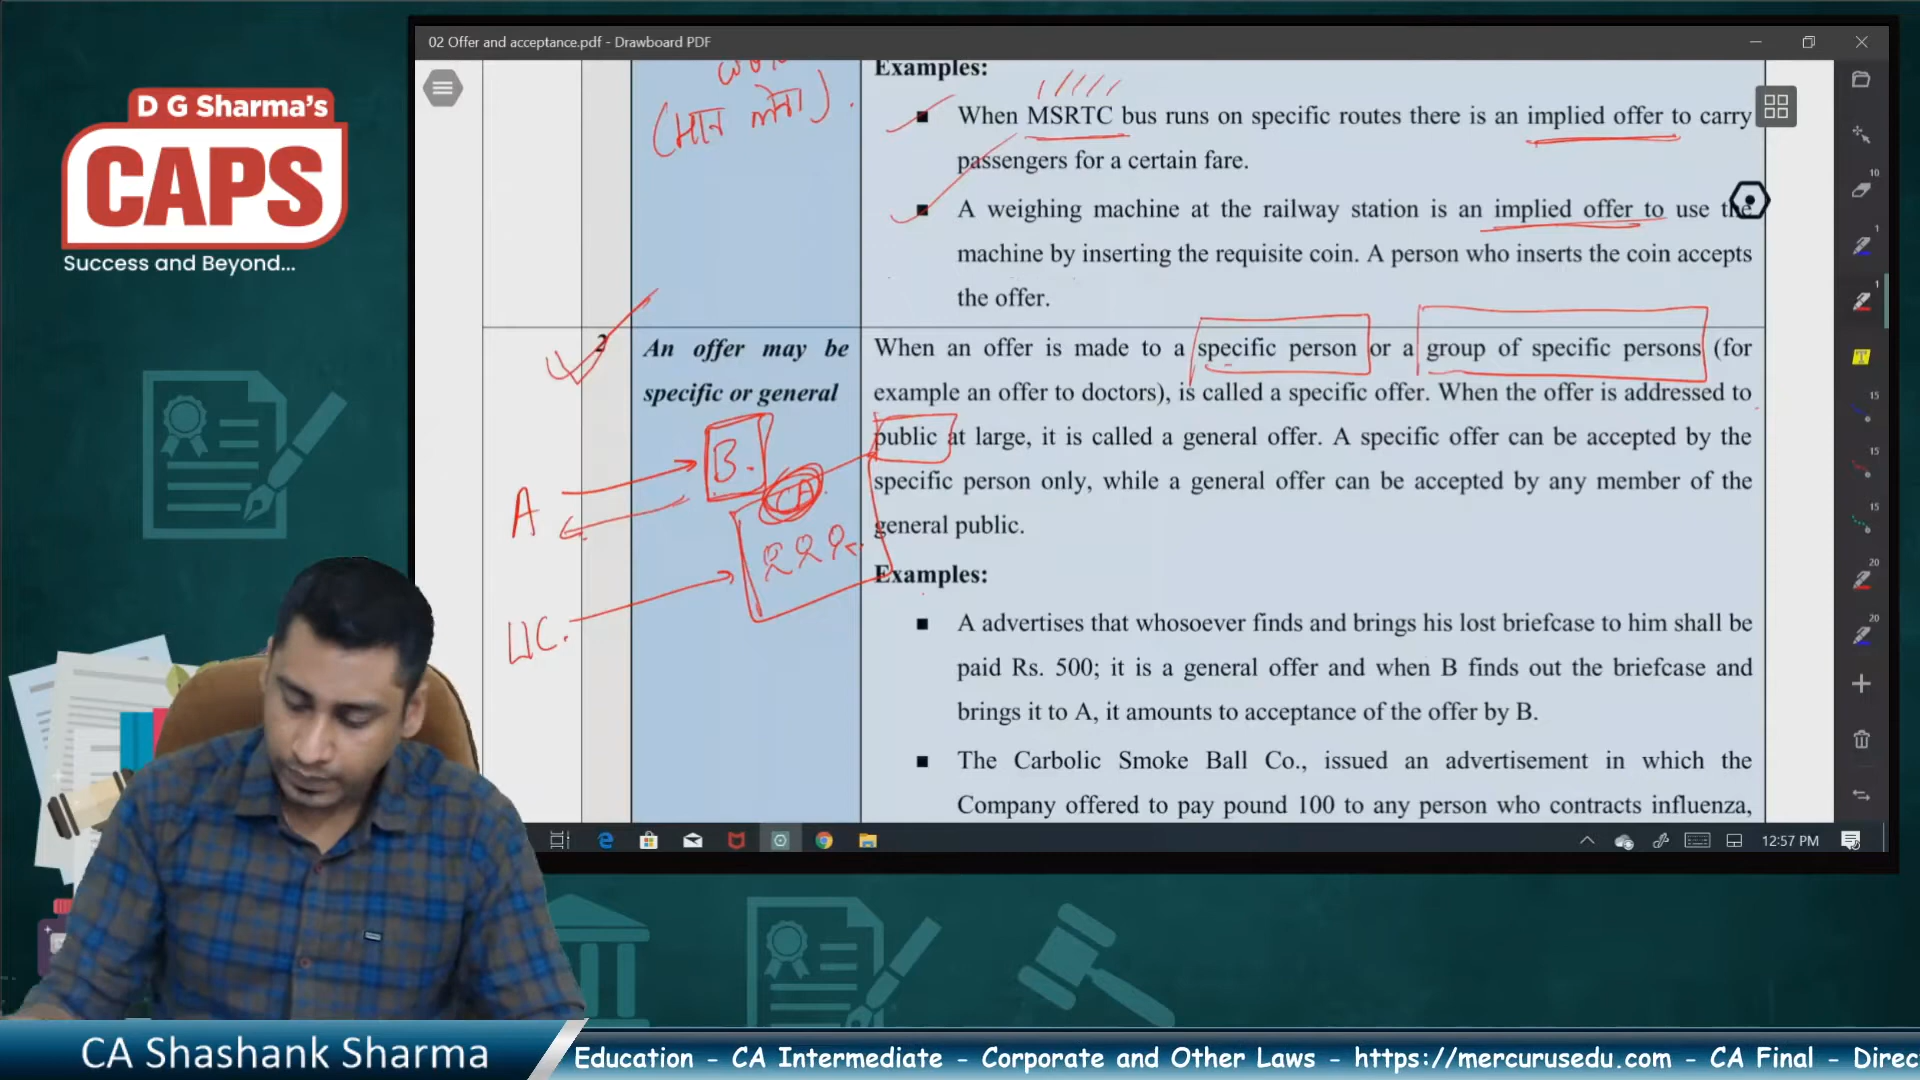 02 Offer and acceptance.pdf - Drawboard PDF
D G Sharma's
CAPS
Success and Beyond...
Examples:
(मान लेना).
■ When MSRTC bus runs on specific routes there is an implied offer to carry
passengers for a certain fare.
■ A weighing machine at the railway station is an implied offer to use the
machine by inserting the requisite coin. A person who inserts the coin accepts
the offer.
2
An offer may be
specific or general
When an offer is made to a specific person or a group of specific persons (for
example an offer to doctors), is called a specific offer. When the offer is addressed to
public at large, it is called a general offer. A specific offer can be accepted by the
specific person only, while a general offer can be accepted by any member of the
general public.
A
B.
CA
LIC.
Examples:
■ A advertises that whosoever finds and brings his lost briefcase to him shall be
paid Rs. 500; it is a general offer and when B finds out the briefcase and
brings it to A, it amounts to acceptance of the offer by B.
■ The Carbolic Smoke Ball Co., issued an advertisement in which the
Company offered to pay pound 100 to any person who contracts influenza,
10
1
1
15
15
15
20
20
12:57 PM
CA Shashank Sharma
Education - CA Intermediate - Corporate and Other Laws - https://mercurusedu.com - CA Final - Direc